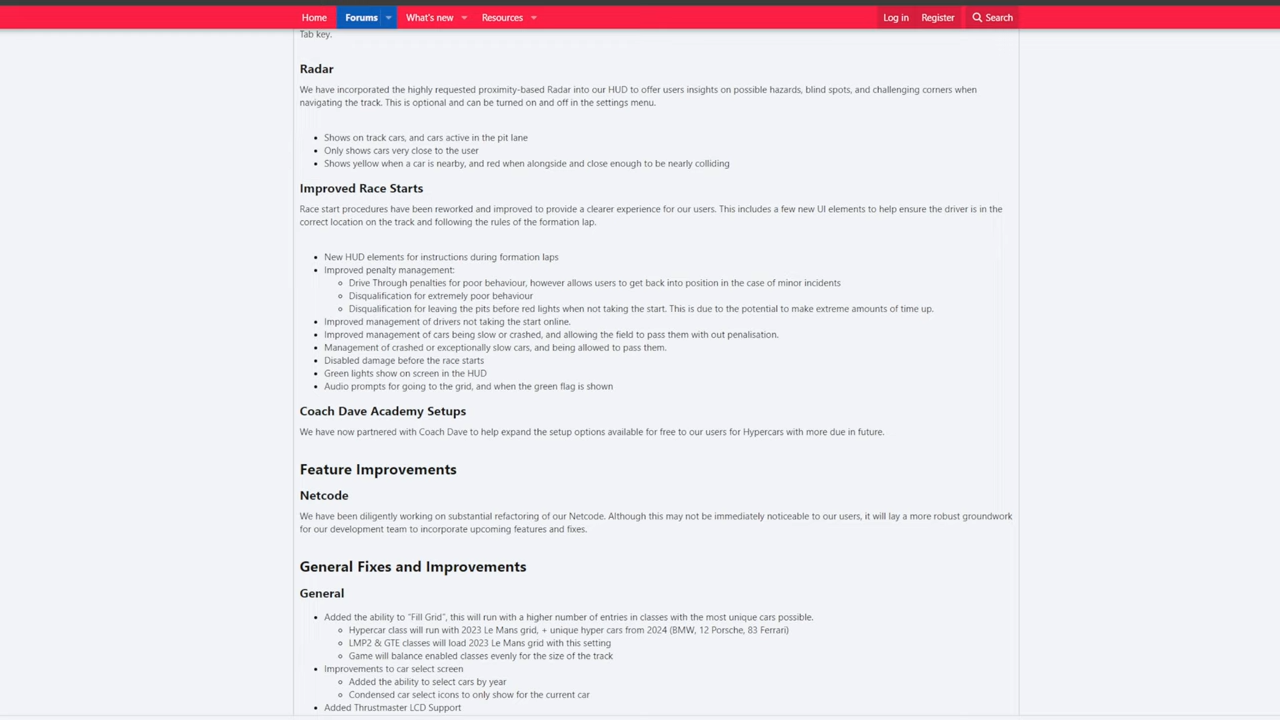 Home Forums What's new Resources Log in Register Search
Tab key.
Radar
We have incorporated the highly requested proximity-based Radar into our HUD to offer users insights on possible hazards, blind spots, and challenging corners when
navigating the track. This is optional and can be turned on and off in the settings menu.
Shows on track cars, and cars active in the pit lane
Only shows cars very close to the user
Shows yellow when a car is nearby, and red when alongside and close enough to be nearly colliding
Improved Race Starts
Race start procedures have been reworked and improved to provide a clearer experience for our users. This includes a few new UI elements to help ensure the driver is in the
correct location on the track and following the rules of the formation lap.
New HUD elements for instructions during formation laps
Improved penalty management:
Drive Through penalties for poor behaviour, however allows users to get back into position in the case of minor incidents
Disqualification for extremely poor behaviour
Disqualification for leaving the pits before red lights when not taking the start. This is due to the potential to make extreme amounts of time up.
Improved management of drivers not taking the start online.
Improved management of cars being slow or crashed, and allowing the field to pass them with out penalisation.
Management of crashed or exceptionally slow cars, and being allowed to pass them.
Disabled damage before the race starts
Green lights show on screen in the HUD
Audio prompts for going to the grid, and when the green flag is shown
Coach Dave Academy Setups
We have now partnered with Coach Dave to help expand the setup options available for free to our users for Hypercars with more due in future.
Feature Improvements
Netcode
We have been diligently working on substantial refactoring of our Netcode. Although this may not be immediately noticeable to our users, it will lay a more robust groundwork
for our development team to incorporate upcoming features and fixes.
General Fixes and Improvements
General
Added the ability to "Fill Grid", this will run with a higher number of entries in classes with the most unique cars possible.
Hypercar class will run with 2023 Le Mans grid, + unique hyper cars from 2024 (BMW, 12 Porsche, 83 Ferrari)
LMP2 & GTE classes will load 2023 Le Mans grid with this setting
Game will balance enabled classes evenly for the size of the track
Improvements to car select screen
Added the ability to select cars by year
Condensed car select icons to only show for the current car
Added Thrustmaster LCD Support